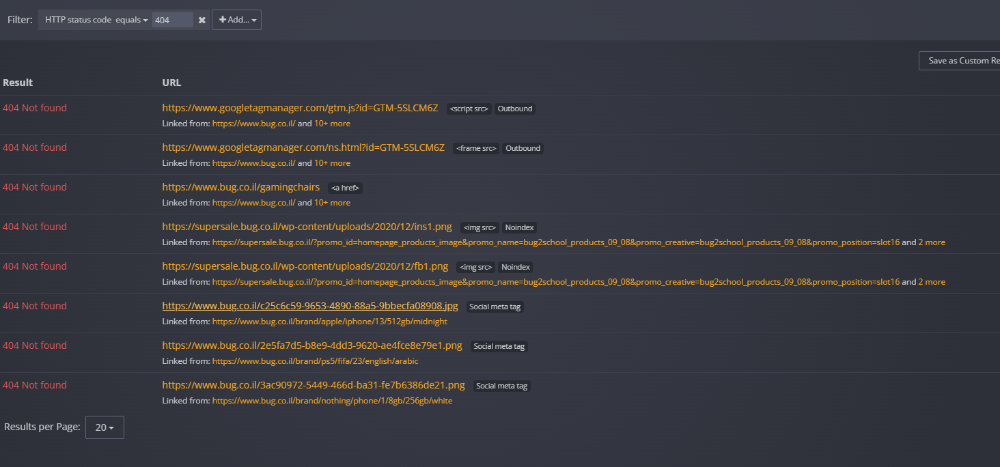 Filter: HTTP status code equals 404 ✖ + Add...
Save as Custom Re
Result URL
404 Not found https://www.googletagmanager.com/gtm.js?id=GTM-5SLCM6Z <script src> Outbound
Linked from: https://www.bug.co.il/ and 10+ more
404 Not found https://www.googletagmanager.com/ns.html?id=GTM-5SLCM6Z <frame src> Outbound
Linked from: https://www.bug.co.il/ and 10+ more
404 Not found https://www.bug.co.il/gamingchairs <a href>
Linked from: https://www.bug.co.il/ and 10+ more
404 Not found https://supersale.bug.co.il/wp-content/uploads/2020/12/ins1.png <img src> Noindex
Linked from: https://supersale.bug.co.il/?promo_id=homepage_products_image&promo_name=bug2school_products_09_08&promo_creative=bug2school_products_09_08&promo_position=slot16 and 2 more
404 Not found https://supersale.bug.co.il/wp-content/uploads/2020/12/fb1.png <img src> Noindex
Linked from: https://supersale.bug.co.il/?promo_id=homepage_products_image&promo_name=bug2school_products_09_08&promo_creative=bug2school_products_09_08&promo_position=slot16 and 2 more
404 Not found https://www.bug.co.il/c25c6c59-9653-4890-88a5-9bbecfa08908.jpg Social meta tag
Linked from: https://www.bug.co.il/brand/apple/iphone/13/512gb/midnight
404 Not found https://www.bug.co.il/2e5fa7d5-b8e9-4dd3-9620-ae4fce8e79e1.png Social meta tag
Linked from: https://www.bug.co.il/brand/ps5/fifa/23/english/arabic
404 Not found https://www.bug.co.il/3ac90972-5449-466d-ba31-fe7b6386de21.png Social meta tag
Linked from: https://www.bug.co.il/brand/nothing/phone/1/8gb/256gb/white
Results per Page: 20